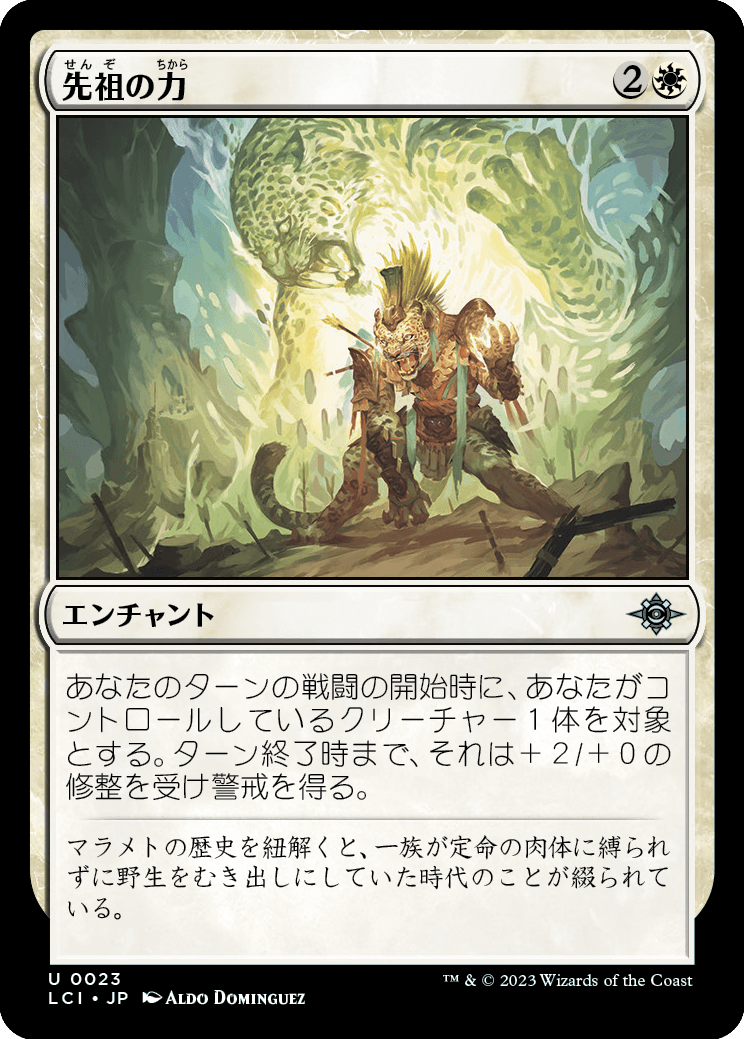 せんぞ ちから
先祖の力 2
エンチャント
あなたのターンの戦闘の開始時に、あなたがコ
ントロールしているクリーチャー１体を対象
とする。ターン終了時まで、それは＋２/＋０の
修整を受け警戒を得る。
マラメトの歴史を紐解くと、一族が定命の肉体に縛られ
ずに野生をむき出しにしていた時代のことが綴られて
いる。
U 0023
LCI • JP ALDO DOMINGUEZ
™ & © 2023 Wizards of the Coast